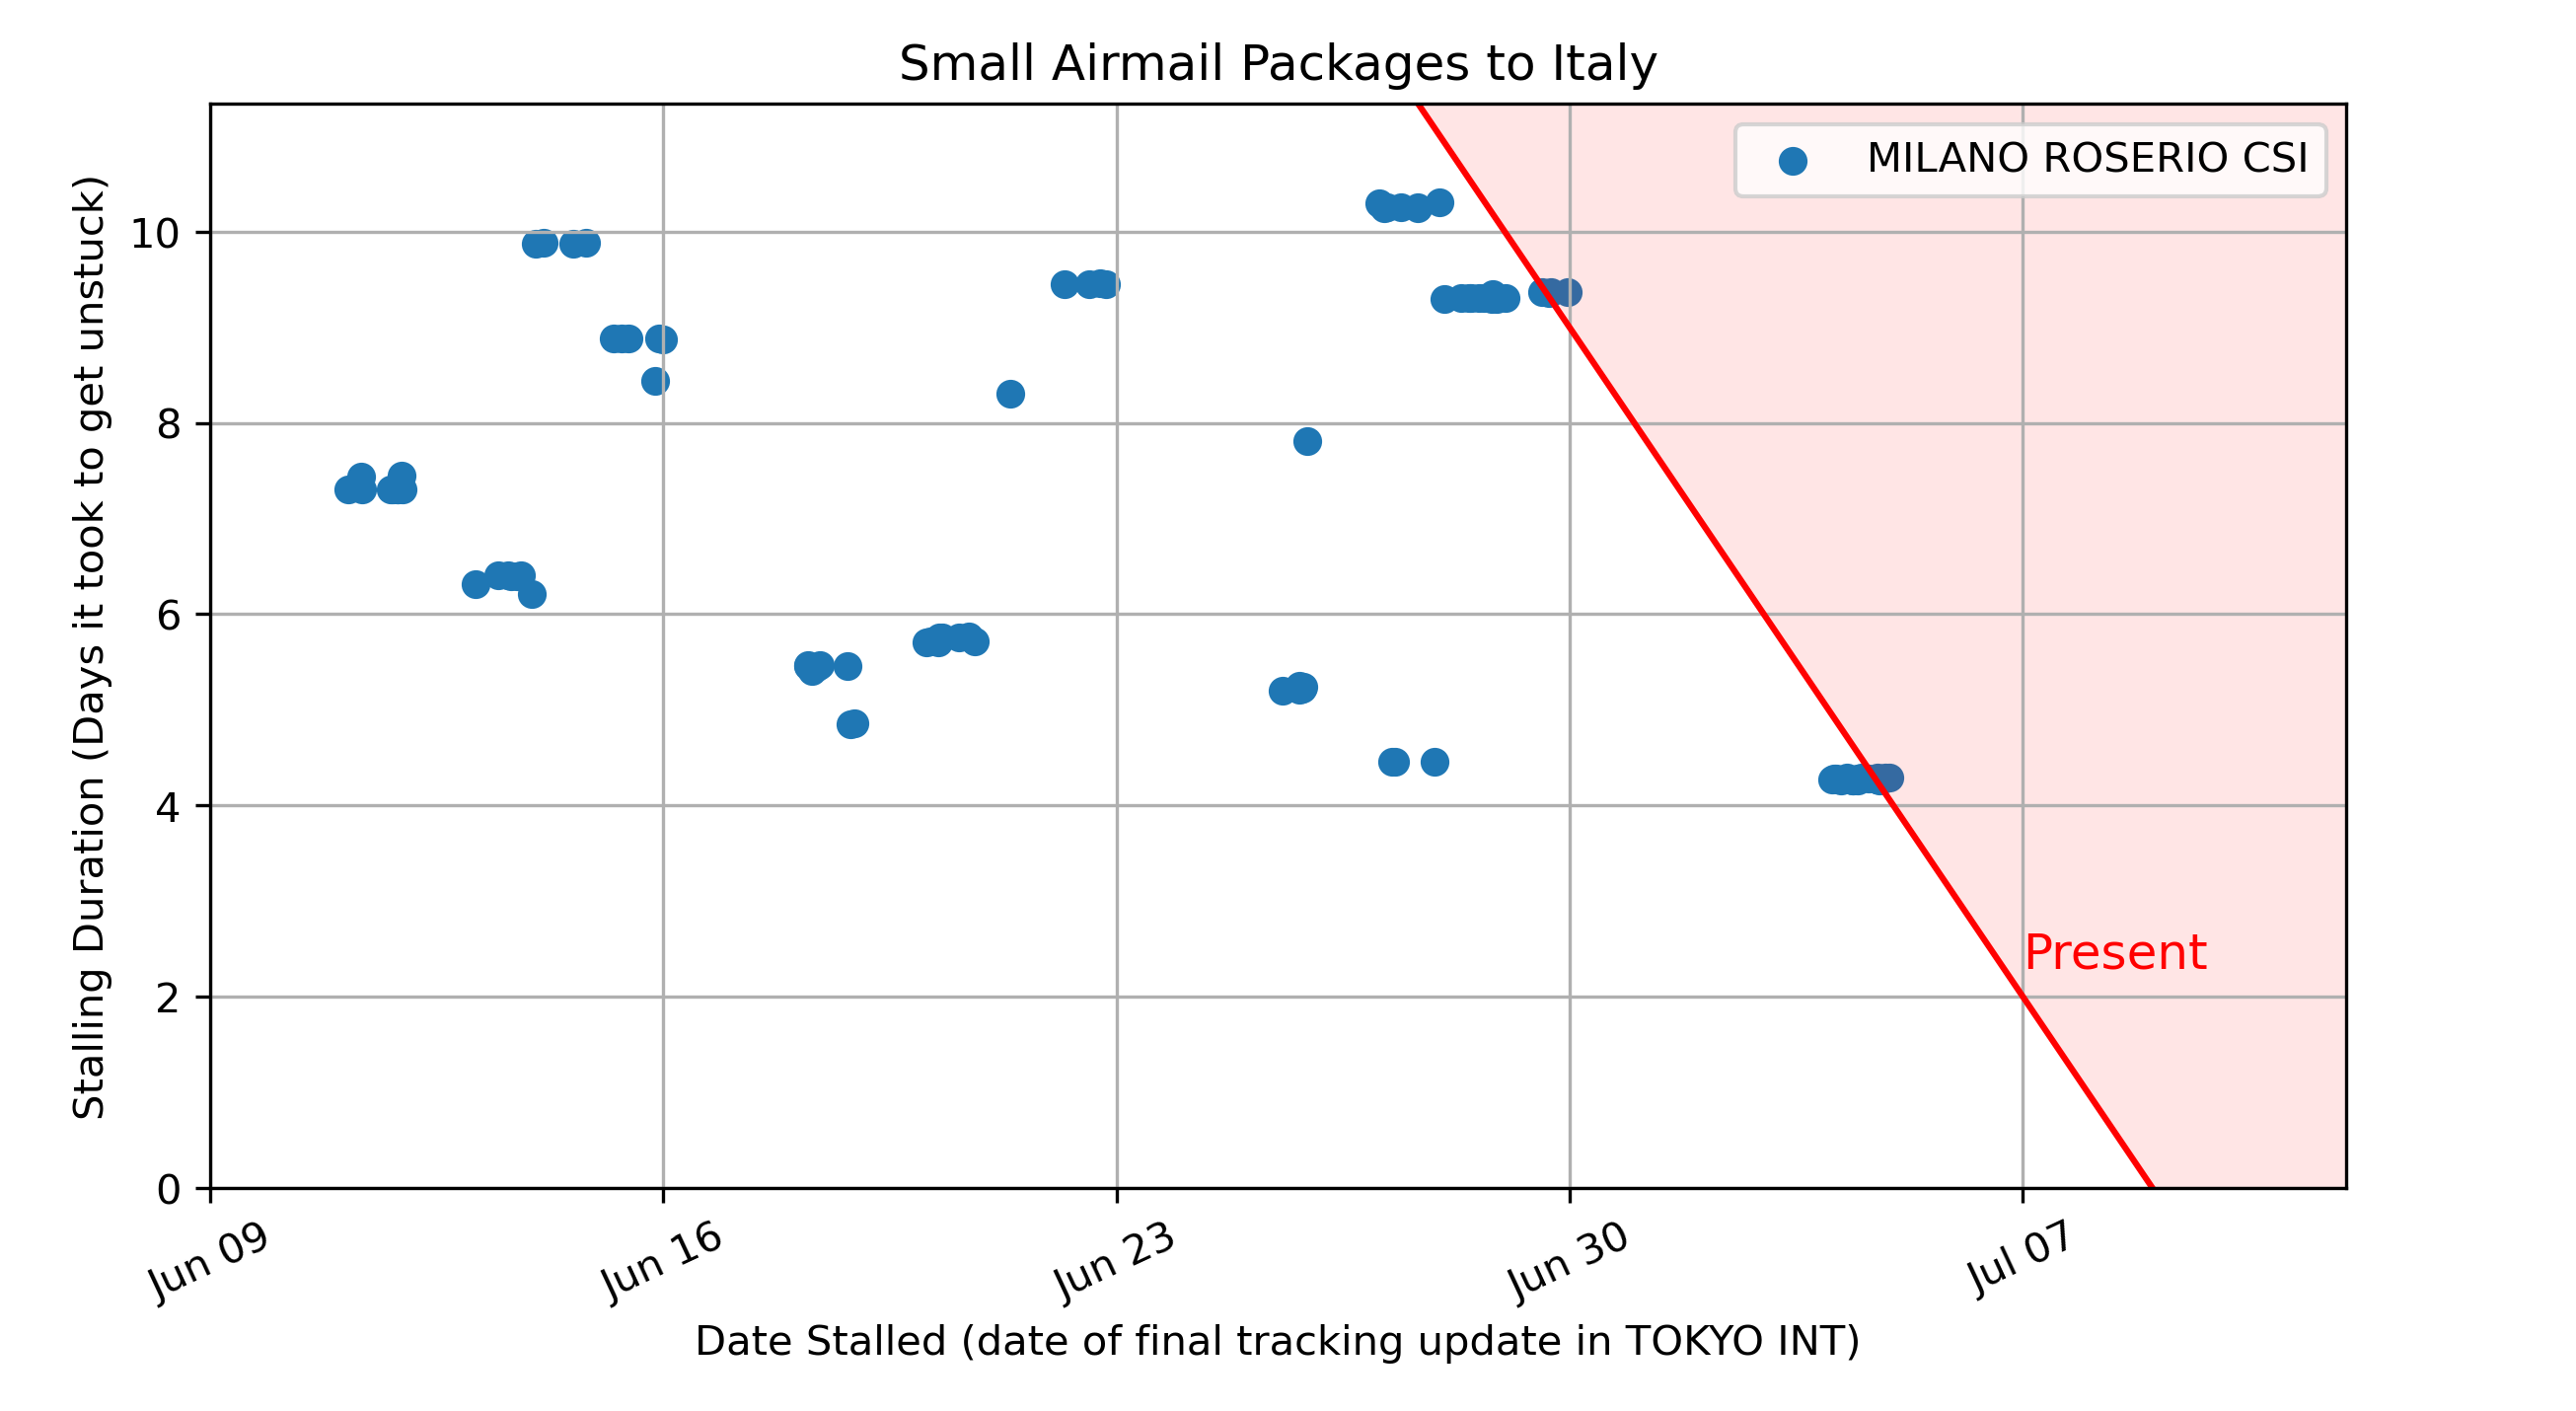 Small Airmail Packages to Italy
MILANO ROSERIO CSI
Stalling Duration (Days it took to get unstuck)
10
8
6
4
2
0
Present
Jun 09
Jun 16
Jun 23
Jun 30
Jul 07
Date Stalled (date of final tracking update in TOKYO INT)